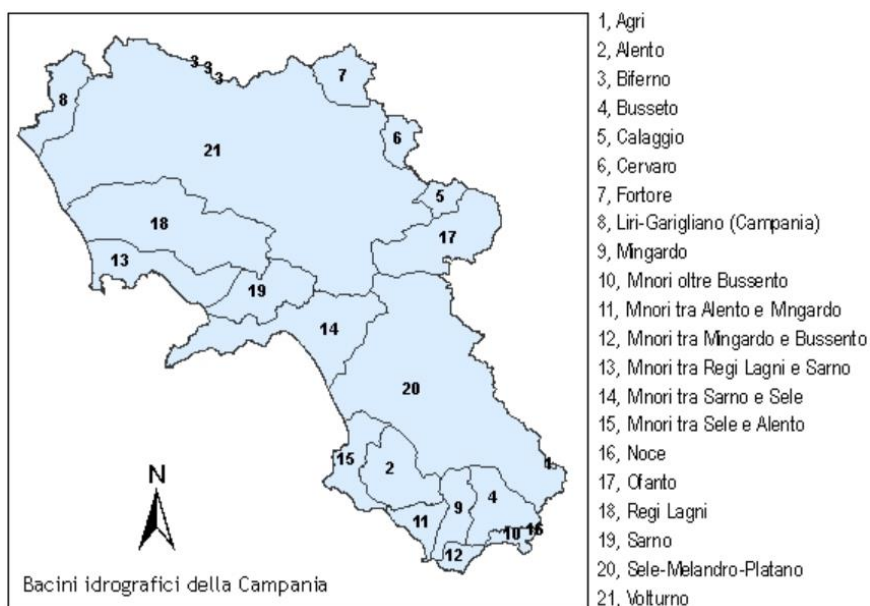 3
3
3
7
8
6
21
5
18
17
13
19
14
20
1
15
2
9
4
11
10
16
12
N
Bacini idrografici della Campania
1, Agri
2, Alento
3, Biferno
4, Busseto
5, Calaggio
6, Cervaro
7, Fortore
8, Liri-Garigliano (Campania)
9, Mingardo
10, Mnori oltre Bussento
11, Mnori tra Alento e Mngardo
12, Mnori tra Mingardo e Bussento
13, Mnori tra Regi Lagni e Sarno
14, Mnori tra Sarno e Sele
15, Mnori tra Sele e Alento
16, Noce
17, Ofanto
18, Regi Lagni
19, Sarno
20, Sele-Melandro-Platano
21, Volturno